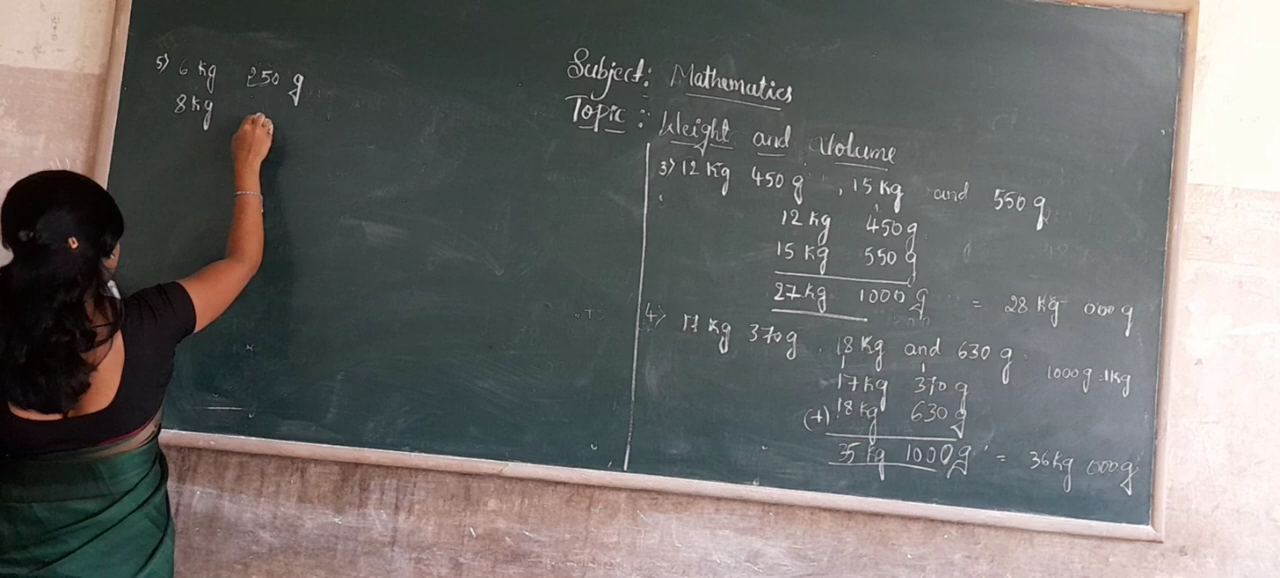 Subject: Mathematics
Topic: Weight and Volume
3) 12 Kg 450 g , 15 Kg and 550 g
12 Kg 450 g
15 Kg 550 g
27 Kg 1000 g = 28 Kg 000 g
4) 17 Kg 370 g , 18 Kg and 630 g
1000 g = 1 Kg
17 Kg 370 g
(+) 18 Kg 630 g
35 Kg 1000 g = 36 Kg 000 g
5) 6 Kg 250 g
8 Kg